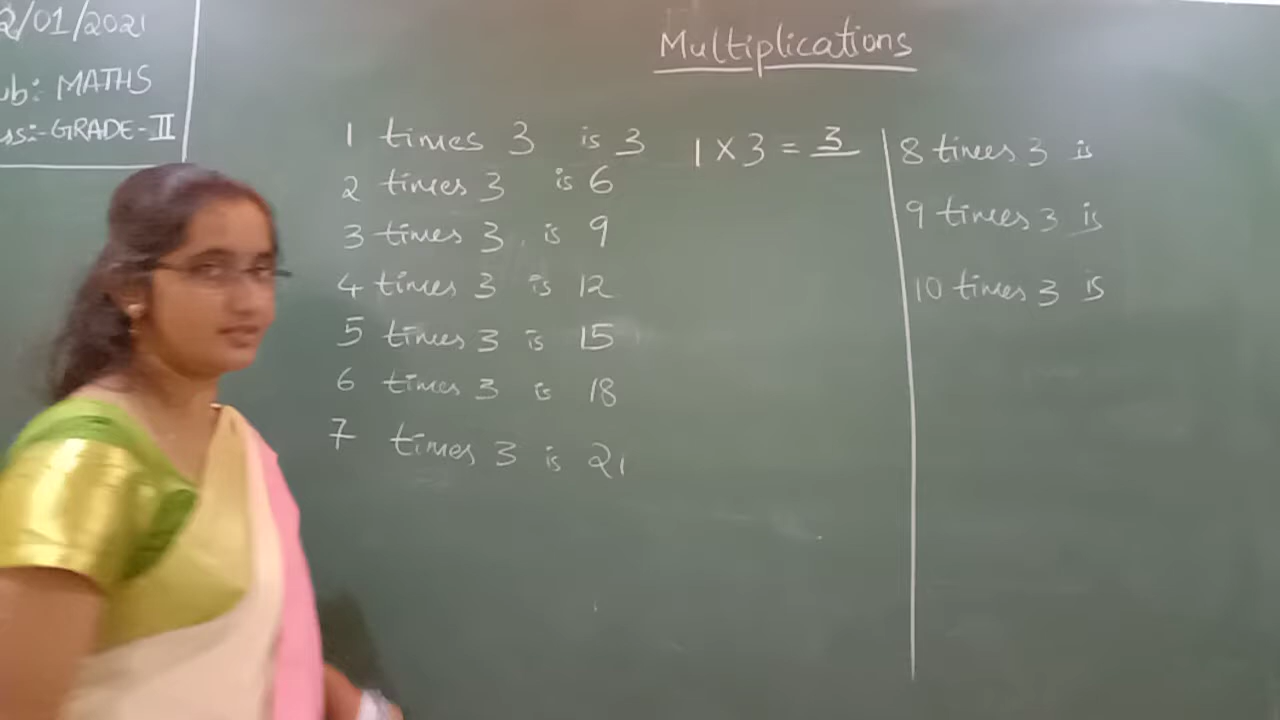 2/01/2021
ub: MATHS
ss:-GRADE-II
Multiplications
1 times 3 is 3
2 times 3 is 6
3 times 3 is 9
4 times 3 is 12
5 times 3 is 15
6 times 3 is 18
7 times 3 is 21
1 x 3 = 3
8 times 3 is
9 times 3 is
10 times 3 is